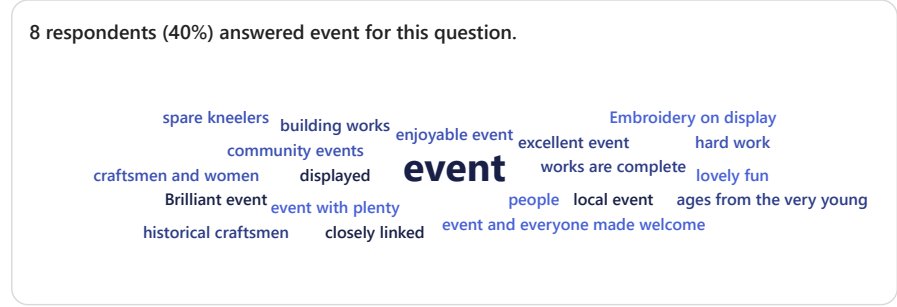 8 respondents (40%) answered event for this question.
spare kneelers
building works
enjoyable event
Embroidery on display
community events
excellent event
hard work
craftsmen and women
displayed
event
works are complete
lovely fun
Brilliant event
event with plenty
people
local event
ages from the very young
historical craftsmen
closely linked
event and everyone made welcome